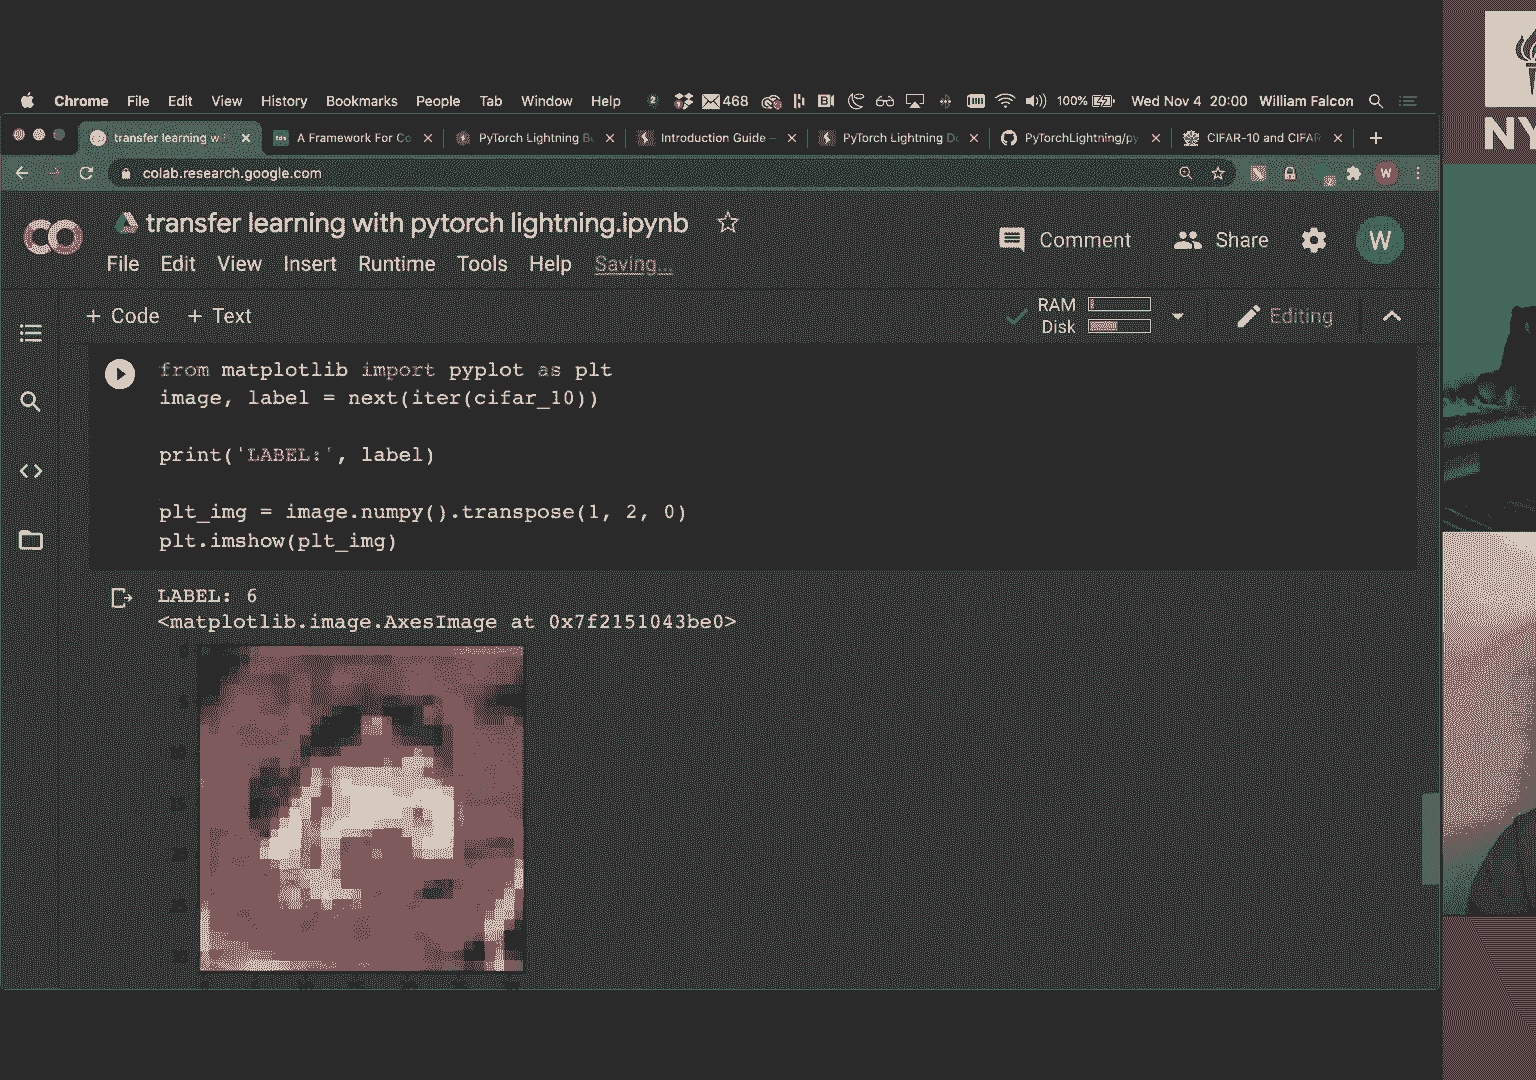 Chrome File Edit View History Bookmarks People Tab Window Help 2 468 100% Wed Nov 4 20:00 William Falcon
transfer learning wi A Framework For Co PyTorch Lightning B Introduction Guide – PyTorch Lightning D PyTorchLightning/py CIFAR-10 and CIFAR
colab.research.google.com W
NY
CO transfer learning with pytorch lightning.ipynb
Comment Share W
File Edit View Insert Runtime Tools Help Saving...
+ Code + Text RAM Disk Editing
from matplotlib import pyplot as plt
image, label = next(iter(cifar_10))
print('LABEL:', label)
plt_img = image.numpy().transpose(1, 2, 0)
plt.imshow(plt_img)
LABEL: 6
<matplotlib.image.AxesImage at 0x7f2151043be0>